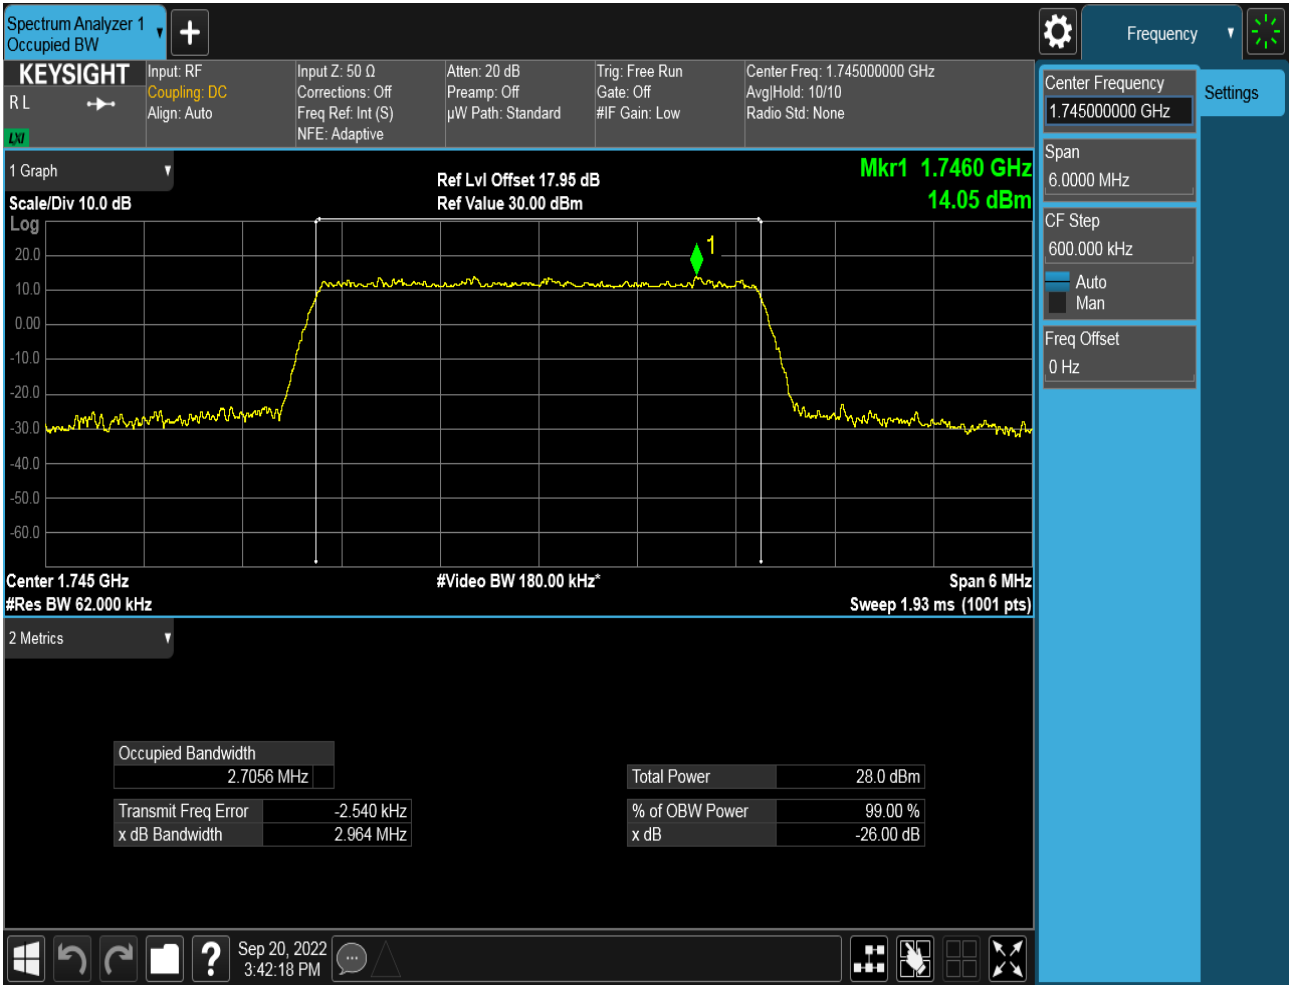 Spectrum Analyzer 1
Occupied BW
Frequency
KEYSIGHT
R L
LXI
Input: RF
Coupling: DC
Align: Auto
Input Z: 50 Ω
Corrections: Off
Freq Ref: Int (S)
NFE: Adaptive
Atten: 20 dB
Preamp: Off
µW Path: Standard
Trig: Free Run
Gate: Off
#IF Gain: Low
Center Freq: 1.745000000 GHz
Avg|Hold: 10/10
Radio Std: None
Center Frequency
1.745000000 GHz
Settings
Span
6.0000 MHz
CF Step
600.000 kHz
Auto
Man
Freq Offset
0 Hz
1 Graph
Scale/Div 10.0 dB
Ref Lvl Offset 17.95 dB
Ref Value 30.00 dBm
Mkr1 1.7460 GHz
14.05 dBm
Log
1
20.0
10.0
0.00
-10.0
-20.0
-30.0
-40.0
-50.0
-60.0
Center 1.745 GHz
#Video BW 180.00 kHz*
Span 6 MHz
#Res BW 62.000 kHz
Sweep 1.93 ms (1001 pts)
2 Metrics
Occupied Bandwidth
2.7056 MHz
Total Power 28.0 dBm
Transmit Freq Error -2.540 kHz
% of OBW Power 99.00 %
x dB Bandwidth 2.964 MHz
x dB -26.00 dB
?
Sep 20, 2022
3:42:18 PM